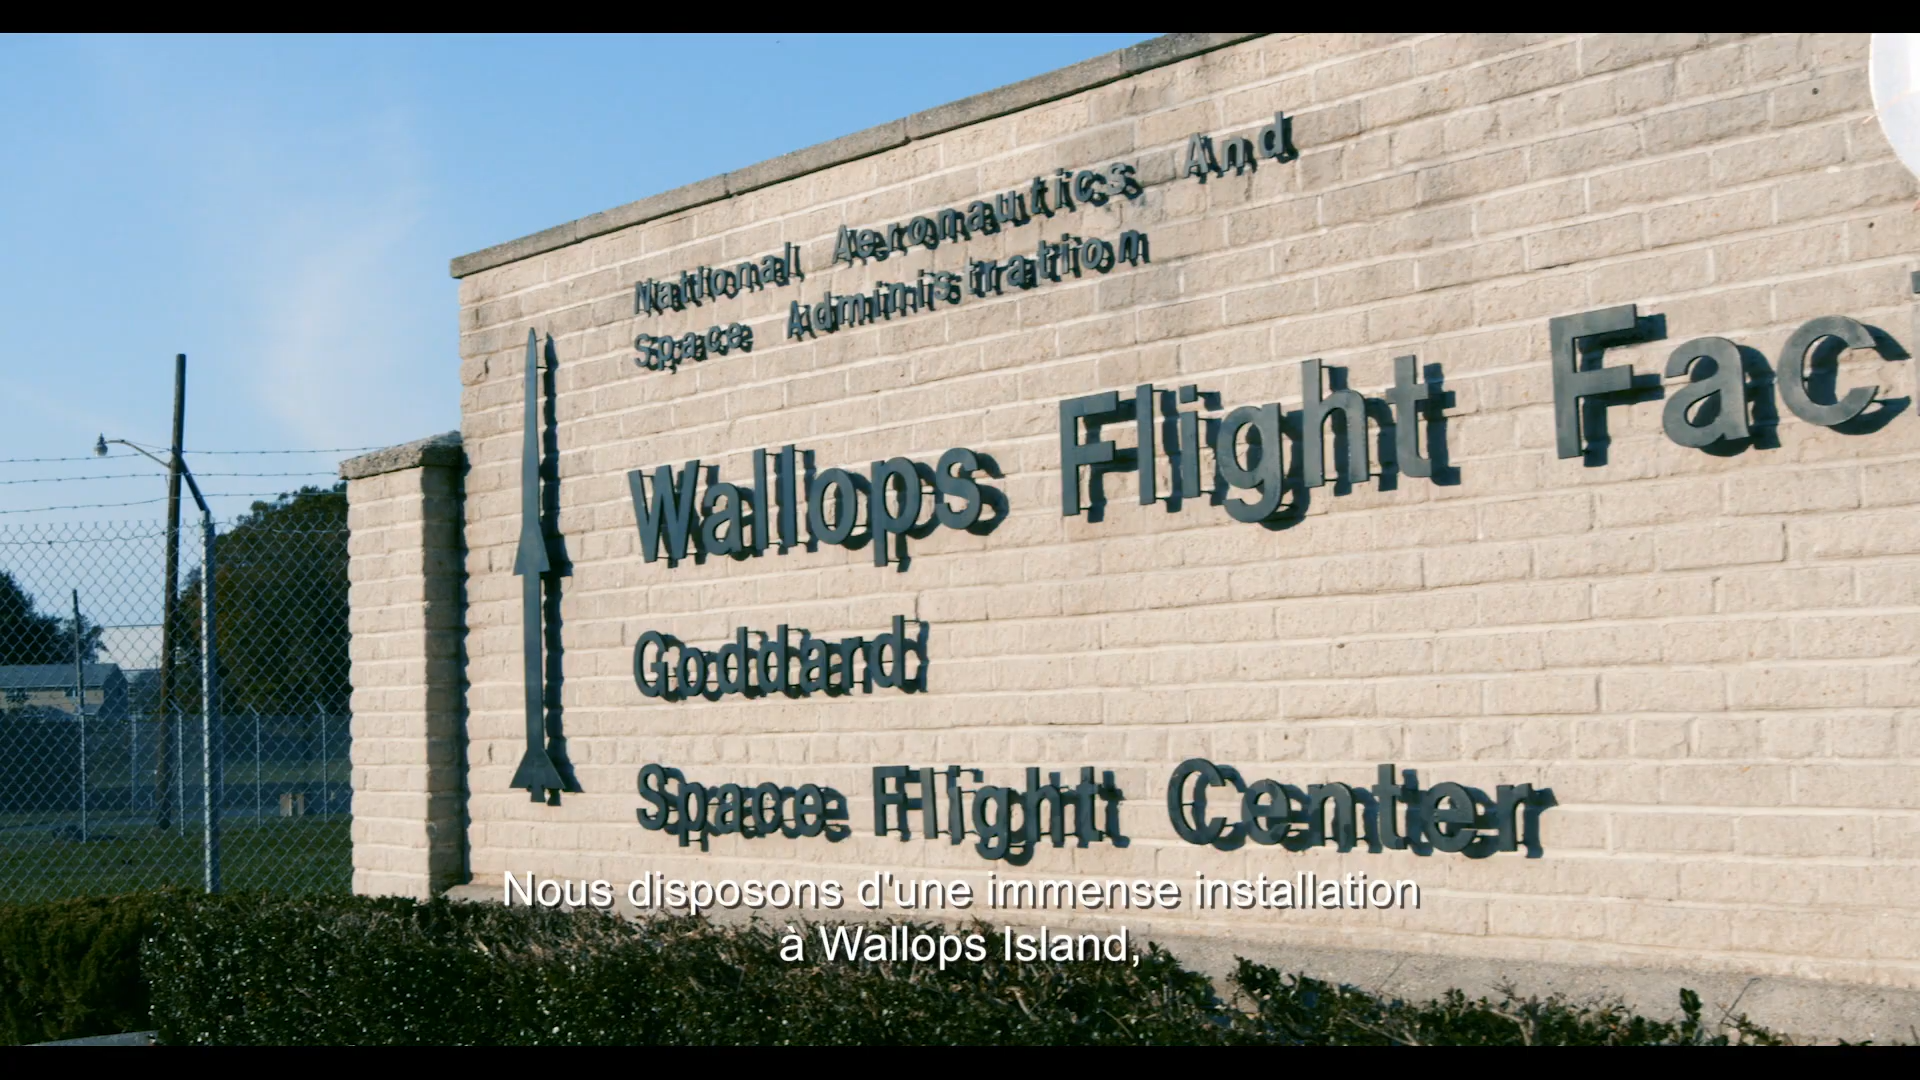 National Aeronautics And
Space Administration
Wallops Flight Fac
Goddard
Space Flight Center
Nous disposons d'une immense installation
à Wallops Island,